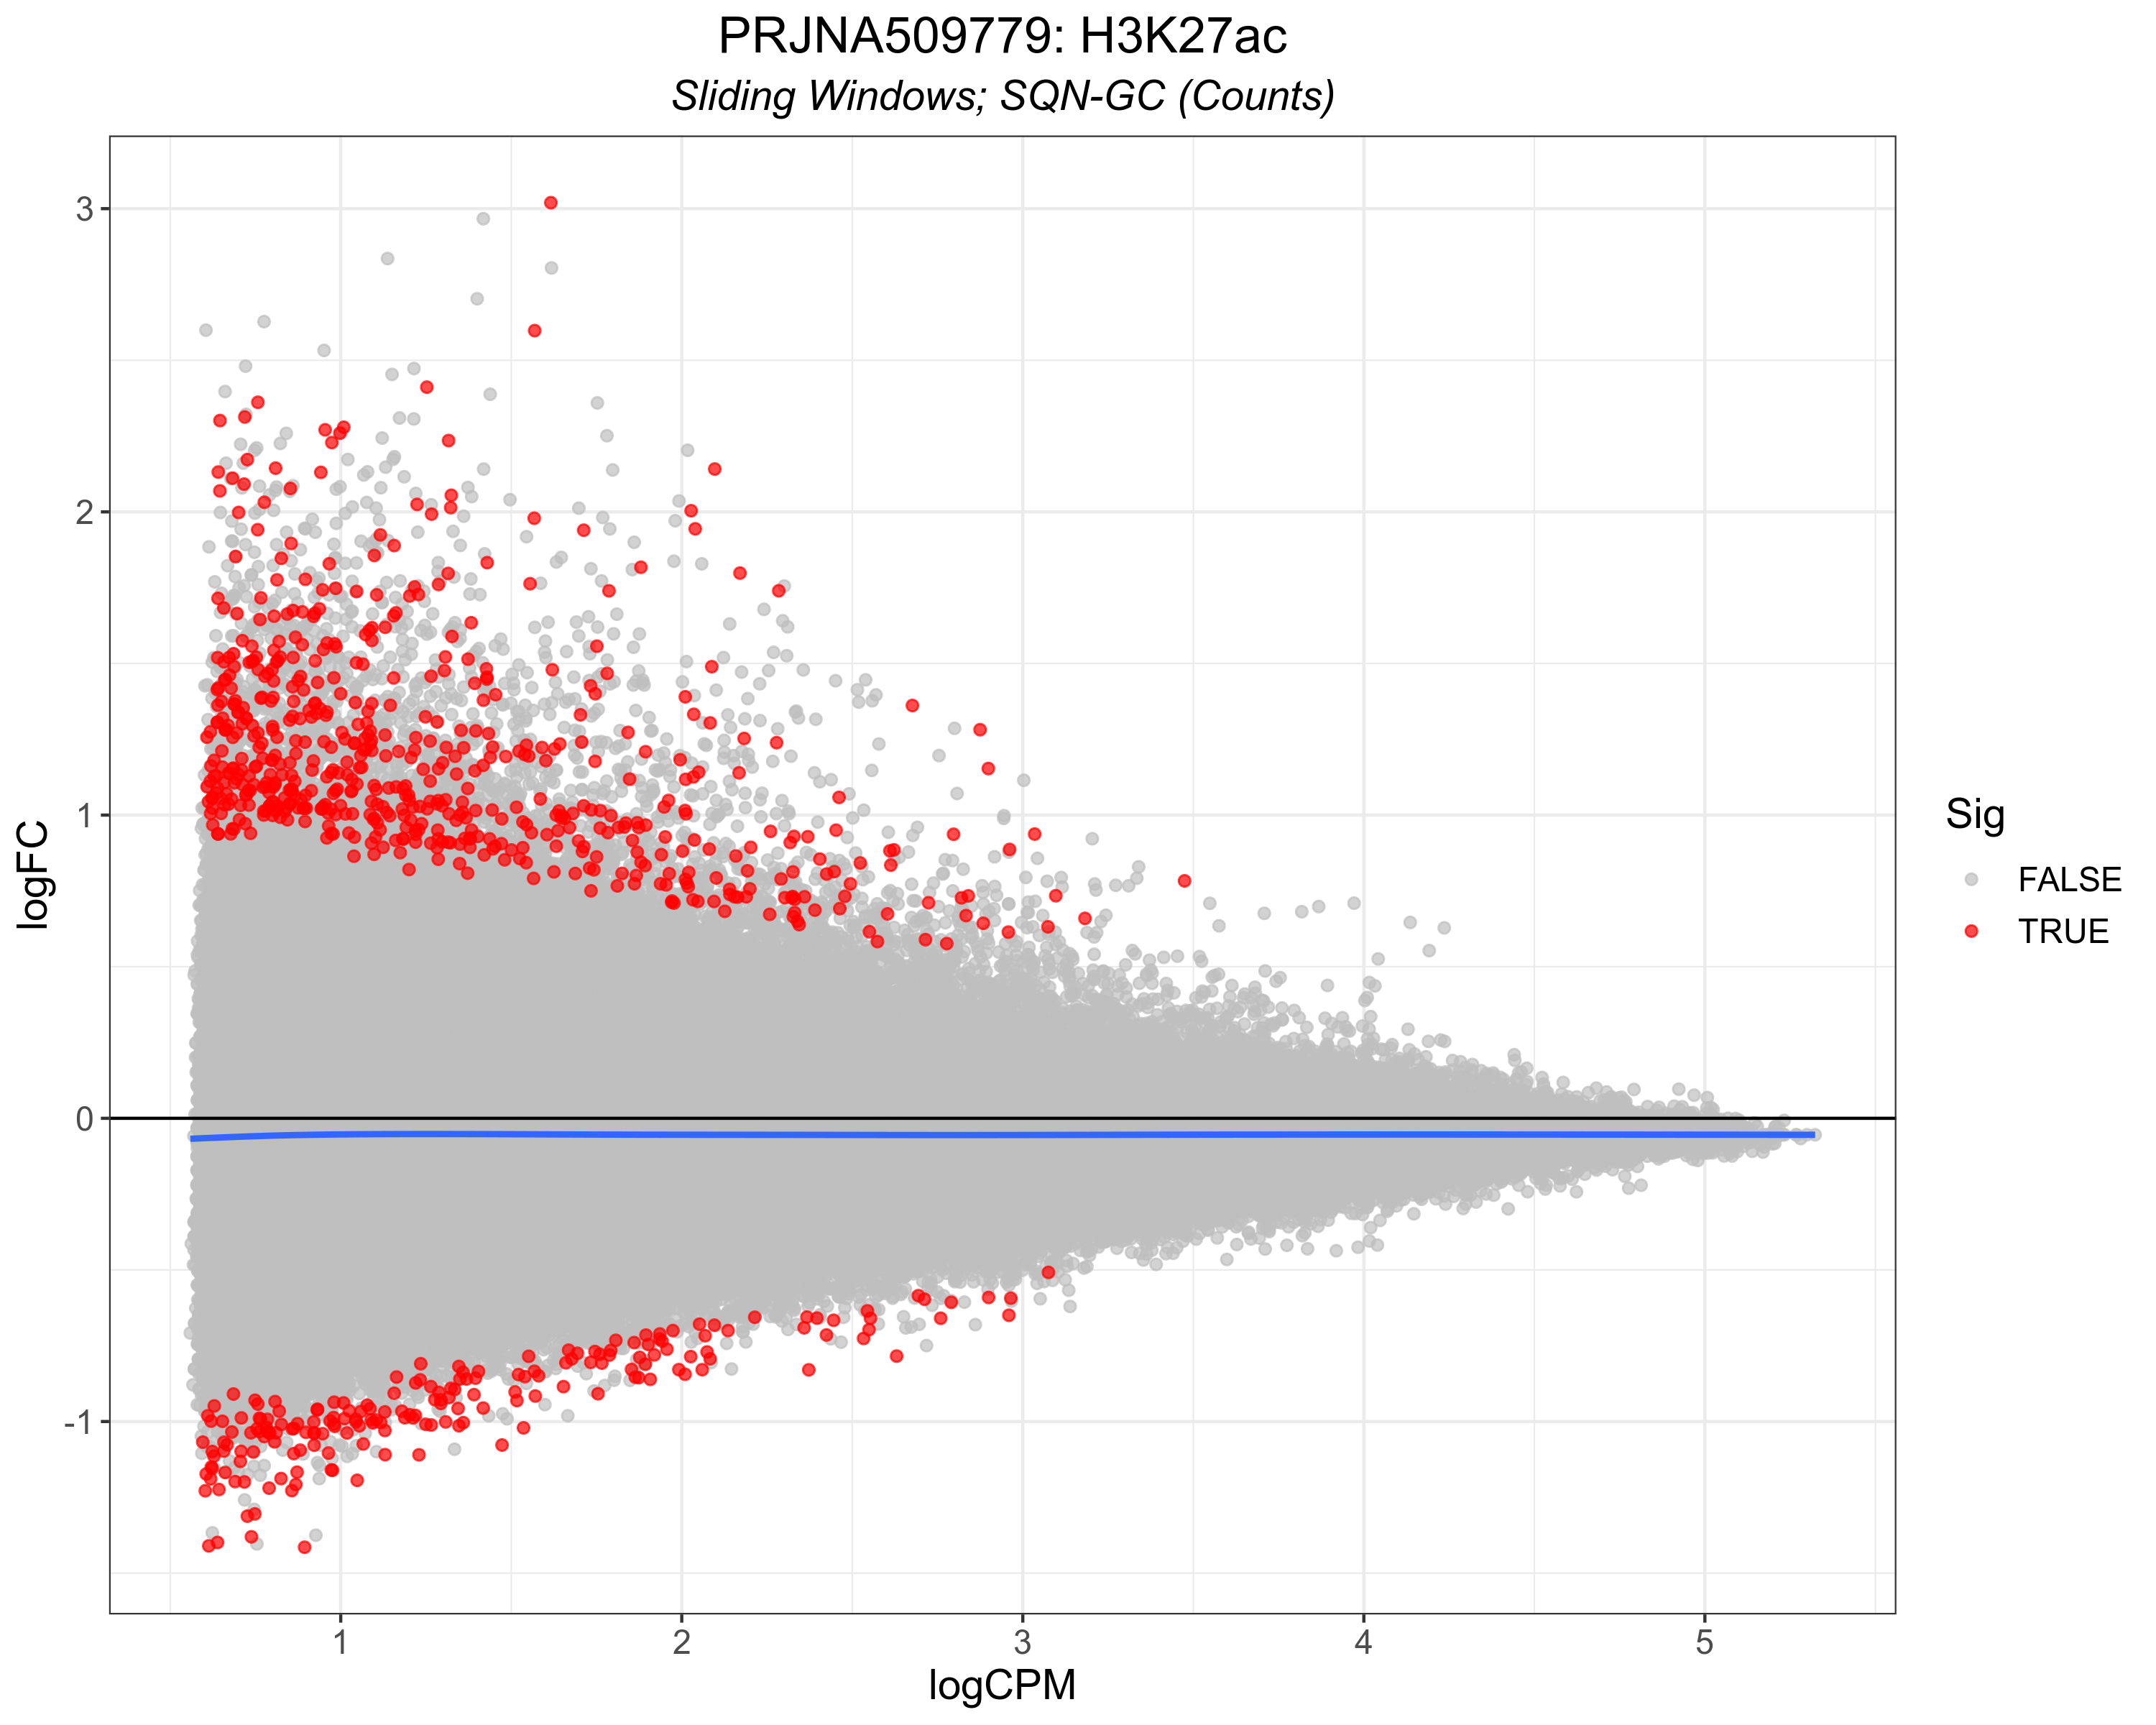 PRJNA509779: H3K27ac
Sliding Windows; SQN-GC (Counts)
3
2
1
0
-1
logFC
1
2
3
4
5
logCPM
Sig
FALSE
TRUE